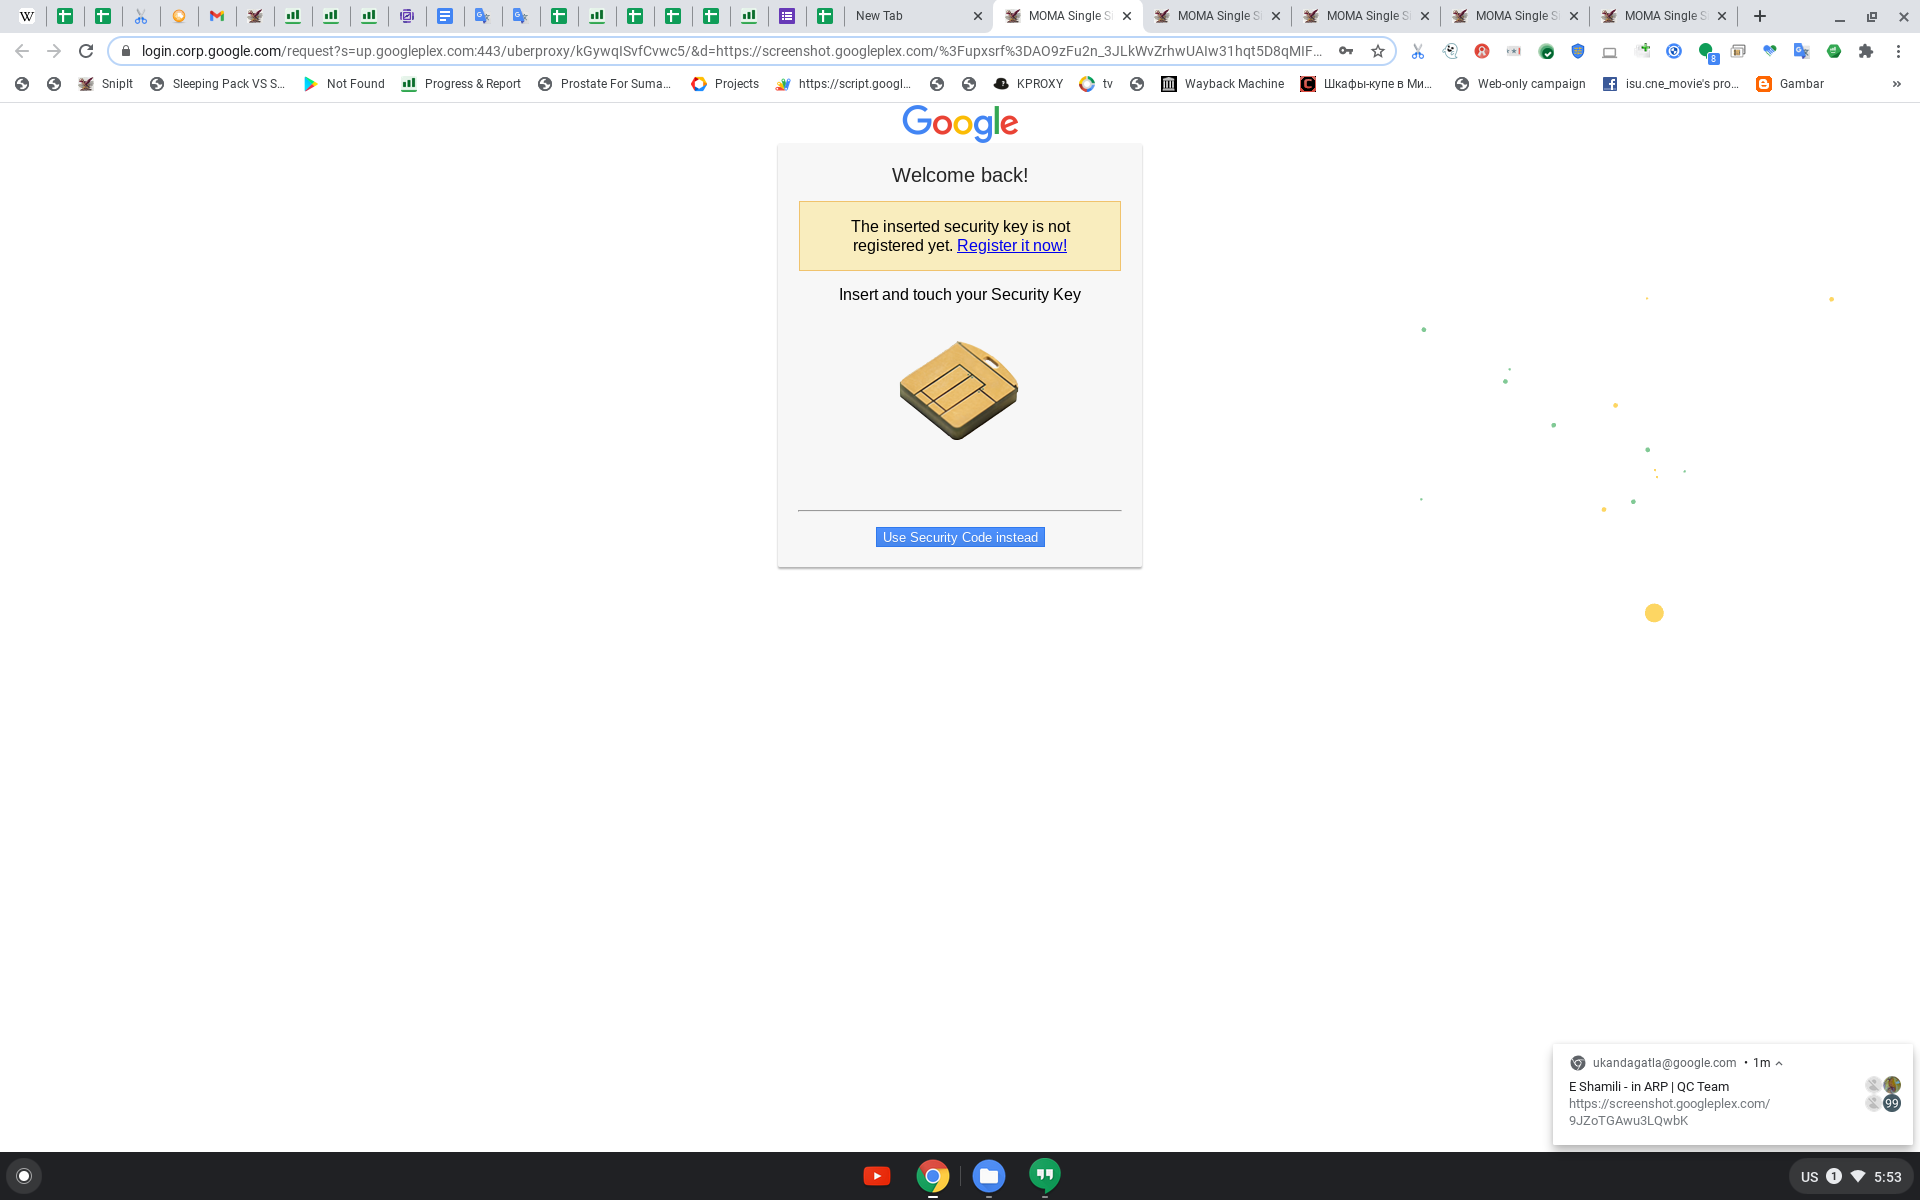 W New Tab MOMA Single S MOMA Single S MOMA Single S MOMA Single S MOMA Single S
login.corp.google.com/request?s=up.googleplex.com:443/uberproxy/kGywqISvfCvwc5/&d=https://screenshot.googleplex.com/%3Fupxsrf%3DAO9zFu2n_3JLkWvZrhwUAIw31hqt5D8qMIF... 8
SnipIt Sleeping Pack VS S... Not Found Progress & Report Prostate For Suma... Projects https://script.googl... KPROXY tv Wayback Machine Шкафы-купе в Ми... Web-only campaign isu.cne_movie's pro... Gambar »
Google
Welcome back!
The inserted security key is not
registered yet. Register it now!
Insert and touch your Security Key
Use Security Code instead
ukandagatla@google.com • 1m
E Shamili - in ARP | QC Team
https://screenshot.googleplex.com/
9JZoTGAwu3LQwbK
99
US 1 5:53